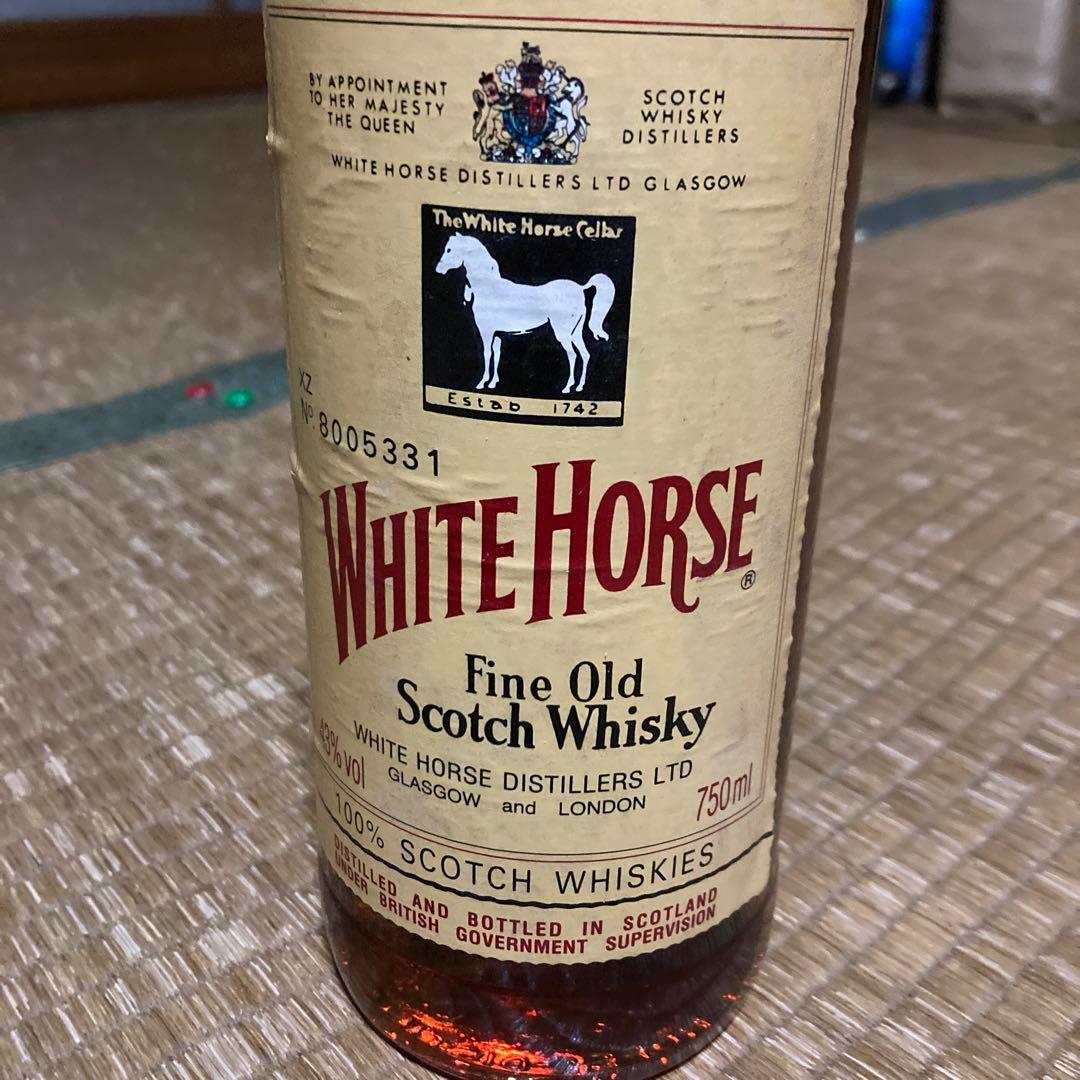 BY APPOINTMENT
TO HER MAJESTY
THE QUEEN
SCOTCH
WHISKY
DISTILLERS
WHITE HORSE DISTILLERS LTD GLASGOW
The White Horse Cellar
Estab 1742
XZ
Nº. 8005331
WHITE HORSE ®
Fine Old
Scotch Whisky
WHITE HORSE DISTILLERS LTD
GLASGOW and LONDON
43% vol
750ml
100% SCOTCH WHISKIES
DISTILLED AND BOTTLED IN SCOTLAND
UNDER BRITISH GOVERNMENT SUPERVISION